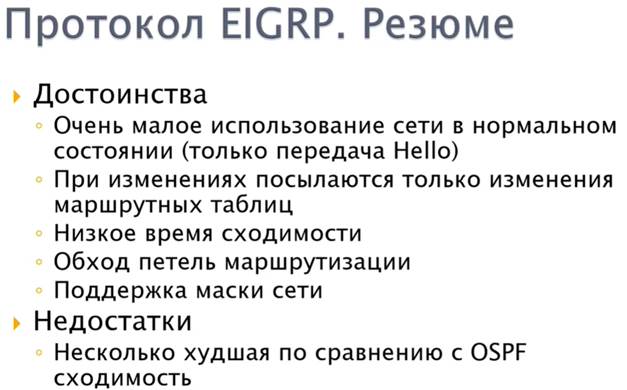 Протокол EIGRP. Резюме
Достоинства
Очень малое использование сети в нормальном
состоянии (только передача Hello)
При изменениях посылаются только изменения
маршрутных таблиц
Низкое время сходимости
Обход петель маршрутизации
Поддержка маски сети
Недостатки
Несколько худшая по сравнению с OSPF
сходимость